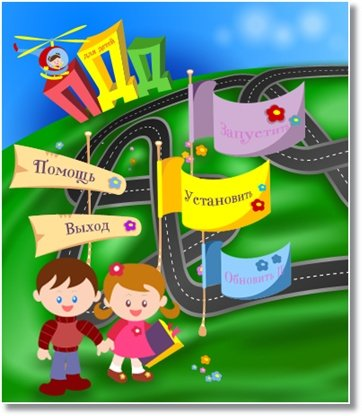 для детей
ПДД
Запустить
Помощь
Установить
Выход
Обновить П